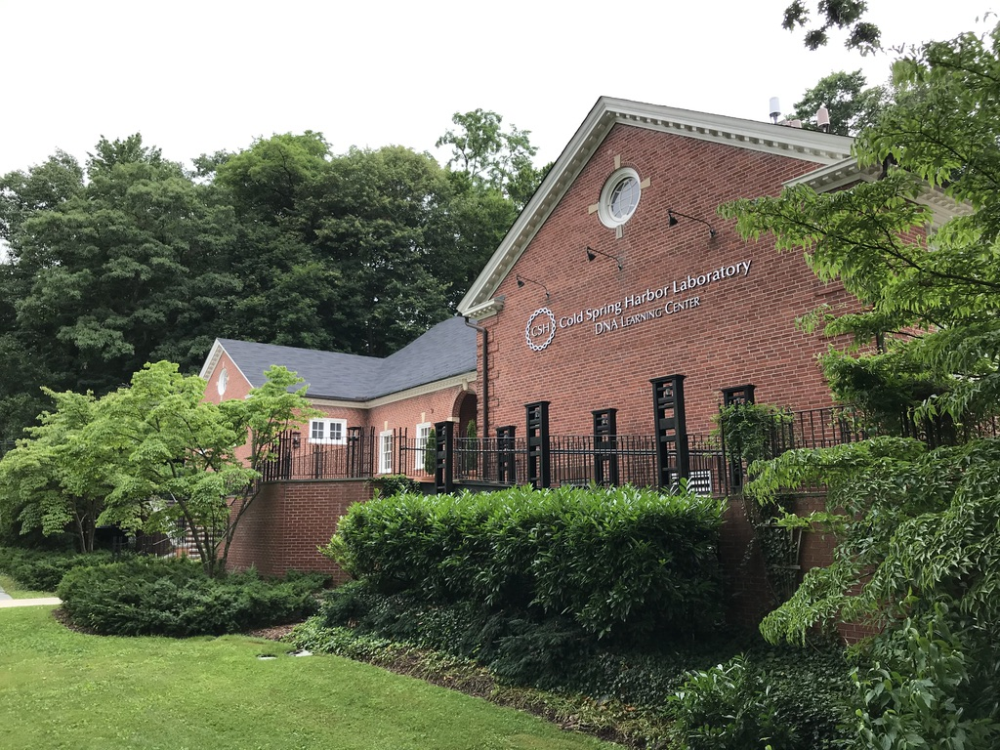 CSH
Cold Spring Harbor Laboratory
DNA Learning Center